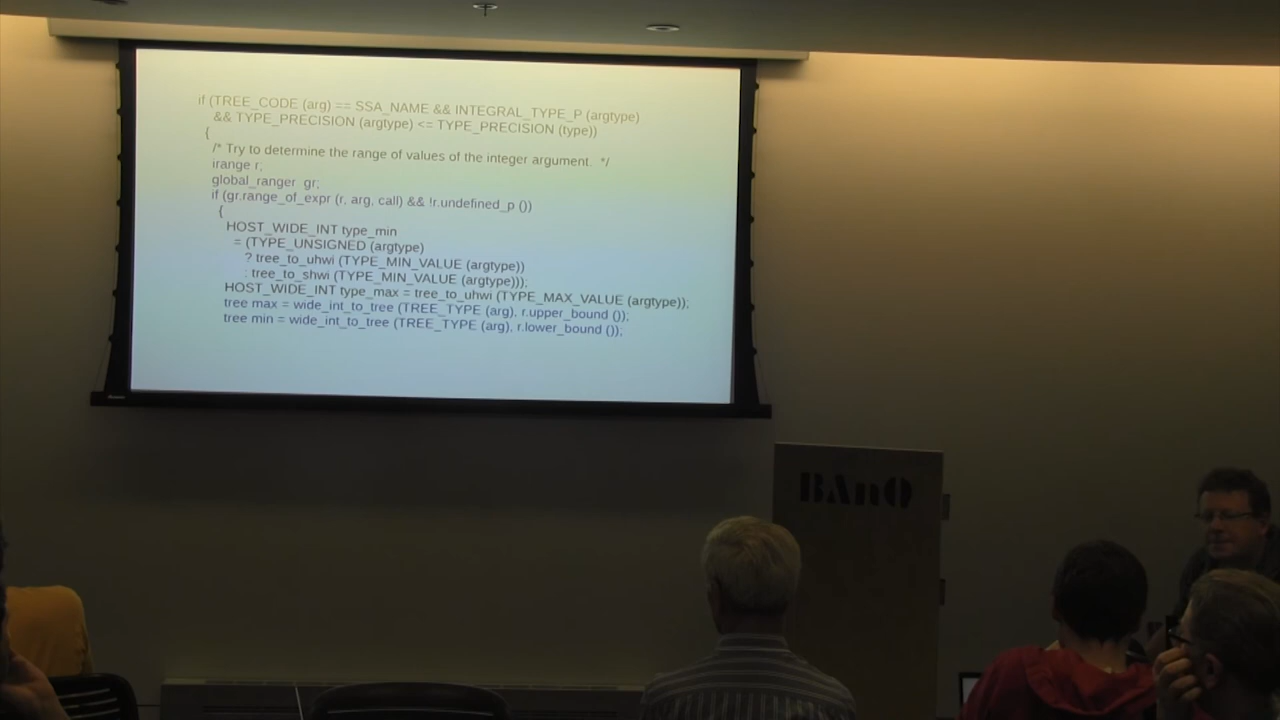 if (TREE_CODE (arg) == SSA_NAME && INTEGRAL_TYPE_P (argtype)
&& TYPE_PRECISION (argtype) <= TYPE_PRECISION (type))
{
/* Try to determine the range of values of the integer argument.  */
irange r;
global_ranger gr;
if (gr.range_of_expr (r, arg, call) && !r.undefined_p ())
{
HOST_WIDE_INT type_min
= (TYPE_UNSIGNED (argtype)
? tree_to_uhwi (TYPE_MIN_VALUE (argtype))
: tree_to_shwi (TYPE_MIN_VALUE (argtype)));
HOST_WIDE_INT type_max = tree_to_uhwi (TYPE_MAX_VALUE (argtype));
tree max = wide_int_to_tree (TREE_TYPE (arg), r.upper_bound ());
tree min = wide_int_to_tree (TREE_TYPE (arg), r.lower_bound ());
BAnQ